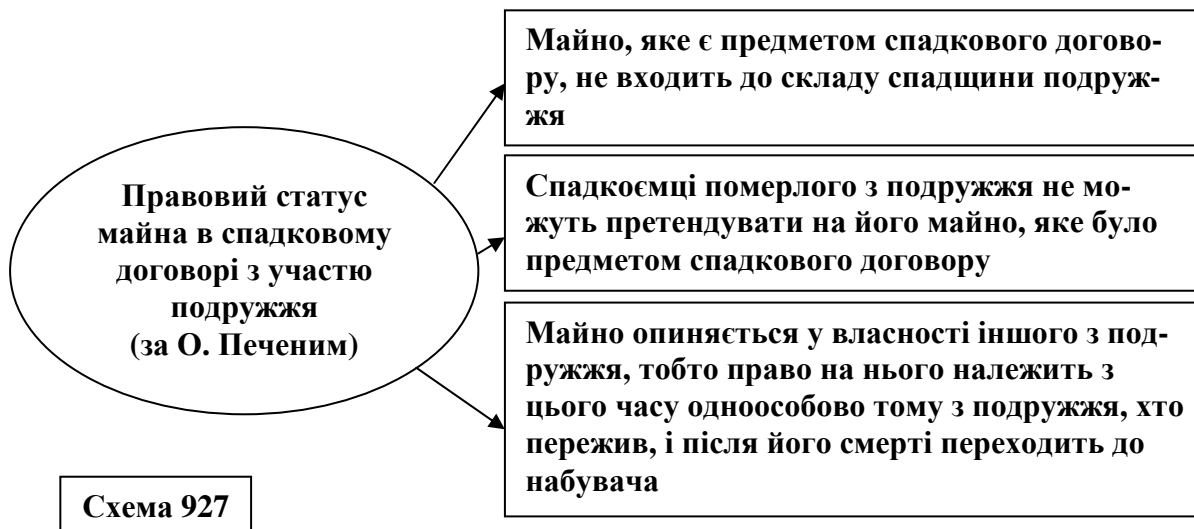 Правовий статус
майна в спадковому
договорі з участю
подружжя
(за О. Печеним)
Майно, яке є предметом спадкового догово-
ру, не входить до складу спадщини подруж-
жя
Спадкоємці померлого з подружжя не мо-
жуть претендувати на його майно, яке було
предметом спадкового договору
Майно опиняється у власності іншого з под-
ружжя, тобто право на нього належить з
цього часу одноособово тому з подружжя, хто
пережив, і після його смерті переходить до
набувача
Схема 927